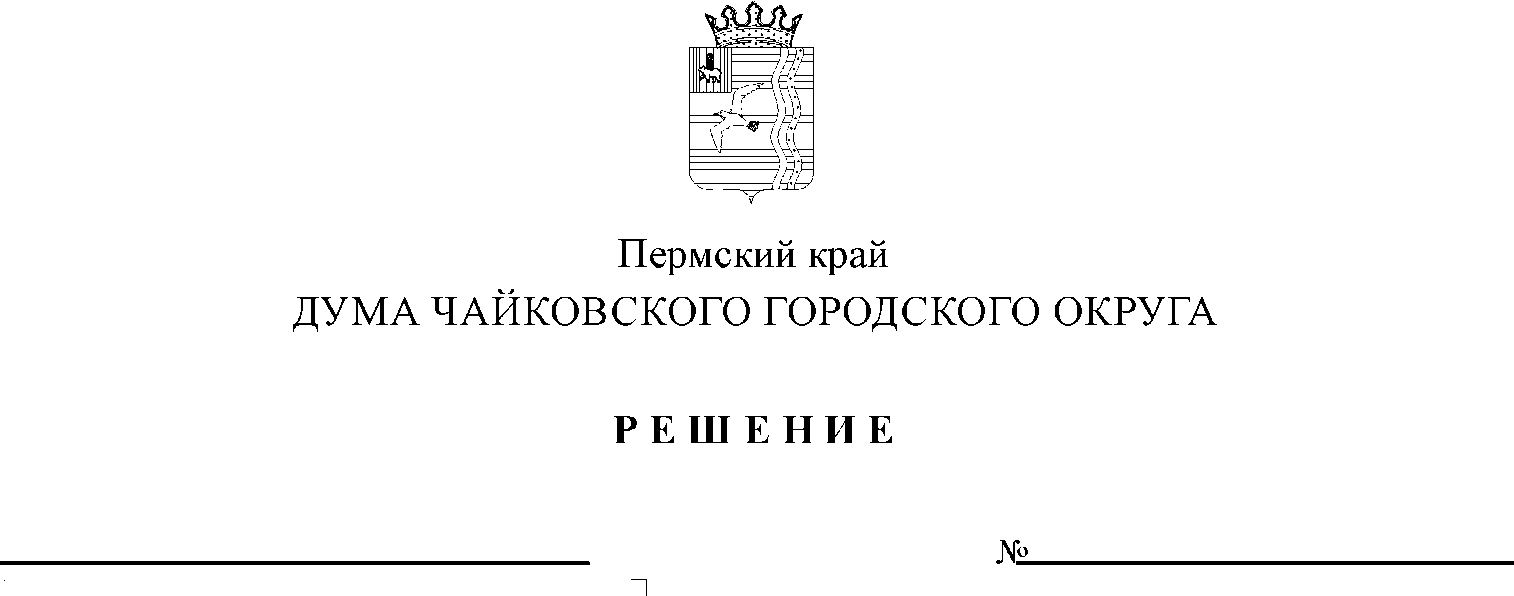 Пермский край
ДУМА ЧАЙКОВСКОГО ГОРОДСКОГО ОКРУГА
Р Е Ш Е Н И Е
№